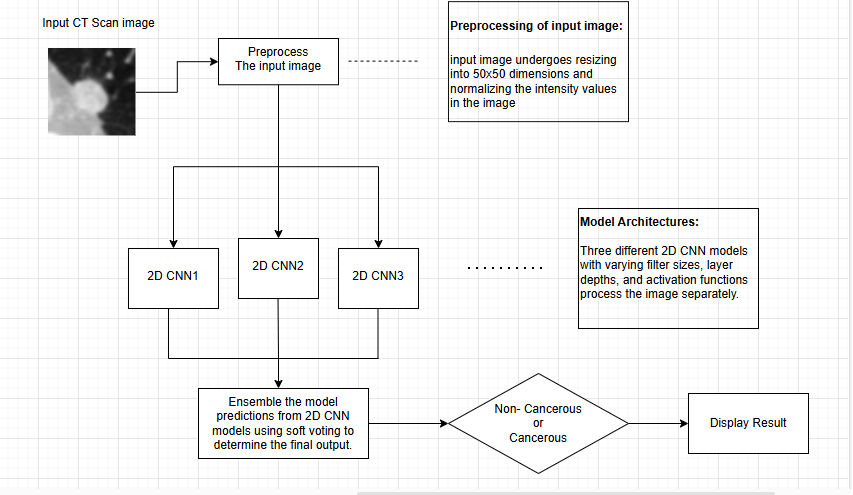 Input CT Scan image
Preprocess
The input image
Preprocessing of input image:
input image undergoes resizing
into 50x50 dimensions and
normalizing the intensity values
in the image
Model Architectures:
Three different 2D CNN models
with varying filter sizes, layer
depths, and activation functions
process the image separately.
2D CNN1
2D CNN2
2D CNN3
Ensemble the model
predictions from 2D CNN
models using soft voting to
determine the final output.
Non- Cancerous
or
Cancerous
Display Result